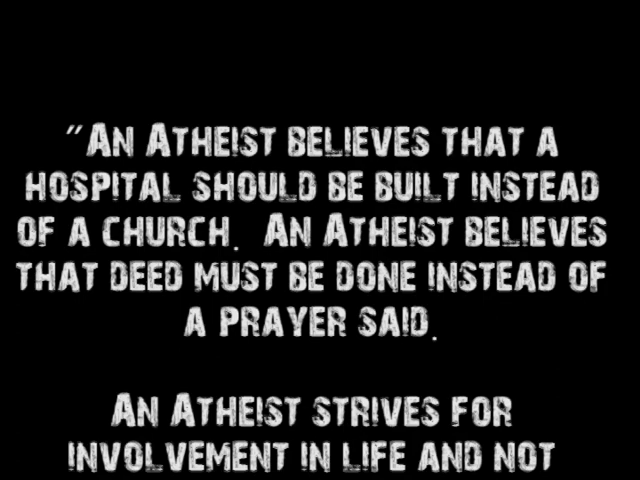 "An Atheist believes that a
hospital should be built instead
of a church. An Atheist believes
that deed must be done instead of
a prayer said.
An Atheist strives for
involvement in life and not